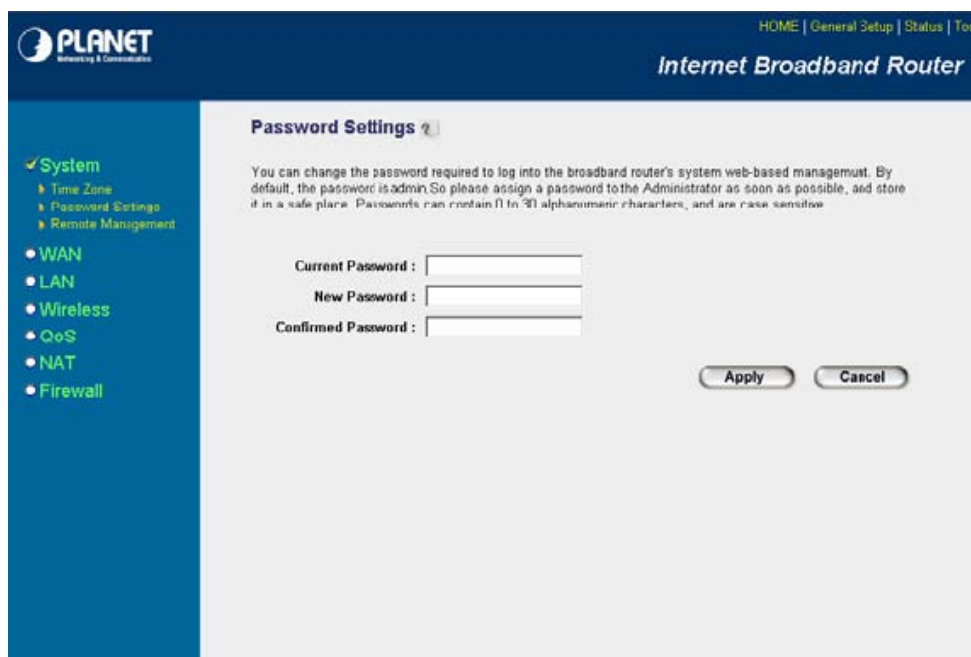 PLANET
Networking & Communication
HOME | General Setup | Status | Too
Internet Broadband Router
Password Settings ?
You can change the password required to log into the broadband router's system web-based managemust. By
default, the password is admin.So please assign a password to the Administrator as soon as possible, and store
it in a safe place. Passwords can contain 0 to 30 alphanumeric characters, and are case sensitive
System
Time Zone
Password Settings
Remote Management
WAN
LAN
Wireless
QoS
NAT
Firewall
Current Password :
New Password :
Confirmed Password :
Apply
Cancel